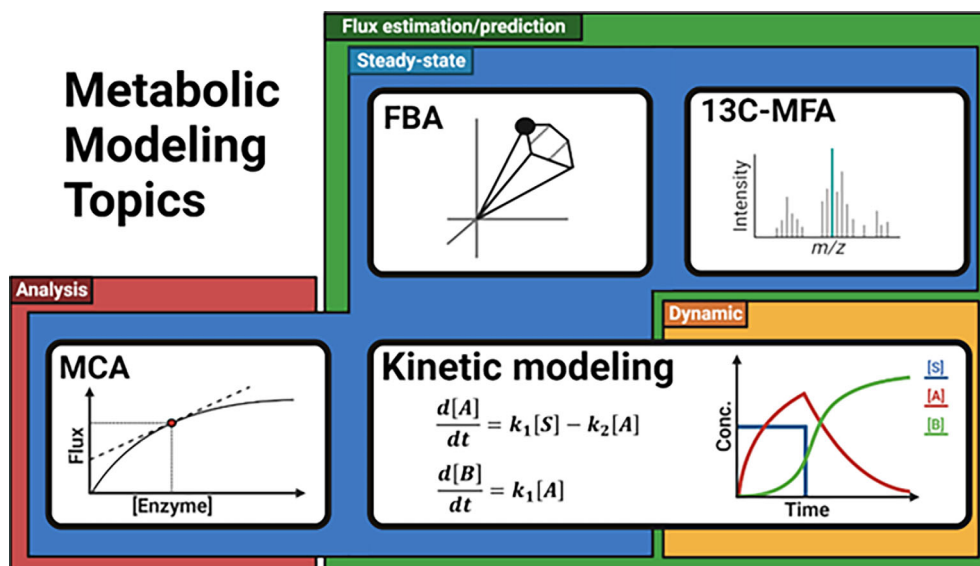 Metabolic
Modeling
Topics
Flux estimation/prediction
Steady-state
FBA
13C-MFA
Intensity
m/z
Analysis
MCA
Flux
[Enzyme]
Dynamic
Kinetic modeling
d[A]/dt = k₁[S] − k₂[A]
d[B]/dt = k₁[A]
Conc.
Time
[S]
[A]
[B]